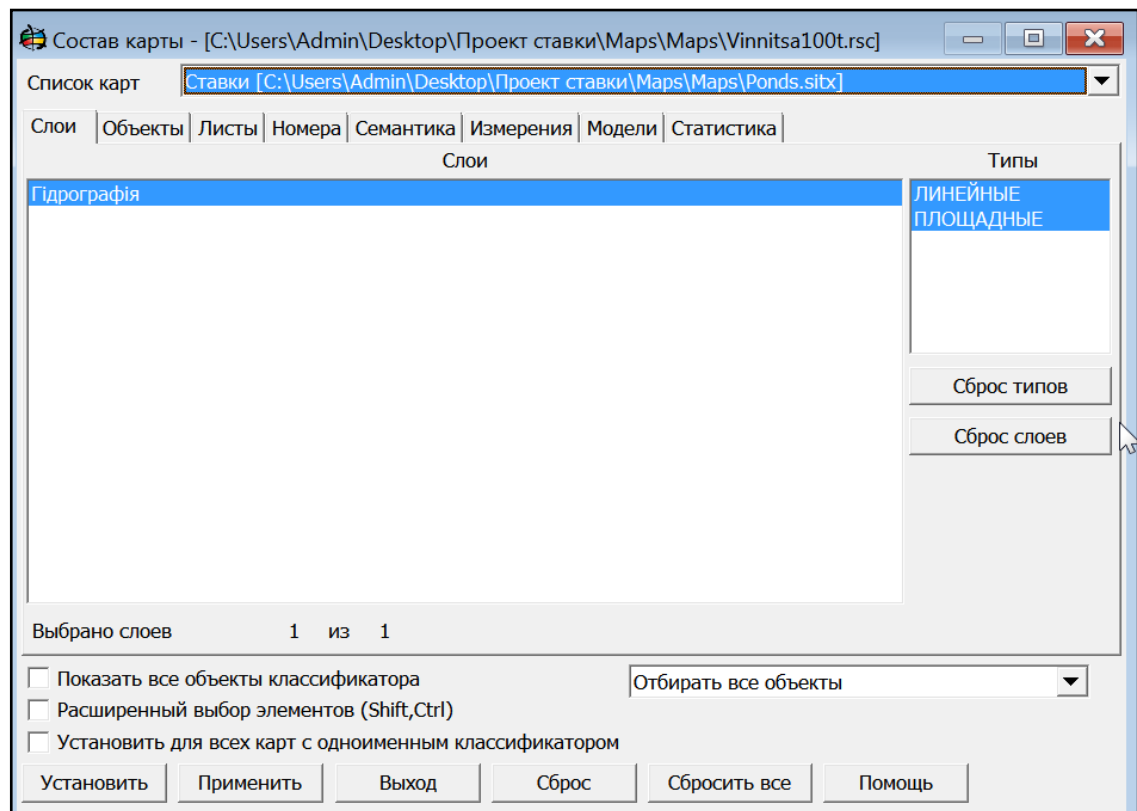 Состав карты - [C:\Users\Admin\Desktop\Проект ставки\Maps\Maps\Vinnitsa100t.rsc]
Список карт Ставки [C:\Users\Admin\Desktop\Проект ставки\Maps\Maps\Ponds.sitx]
Слои Объекты Листы Номера Семантика Измерения Модели Статистика
Слои Типы
Гідрографія ЛИНЕЙНЫЕ
ПЛОЩАДНЫЕ
Сброс типов
Сброс слоев
Выбрано слоев 1 из 1
Показать все объекты классификатора Отбирать все объекты
Расширенный выбор элементов (Shift,Ctrl)
Установить для всех карт с одноименным классификатором
Установить Применить Выход Сброс Сбросить все Помощь